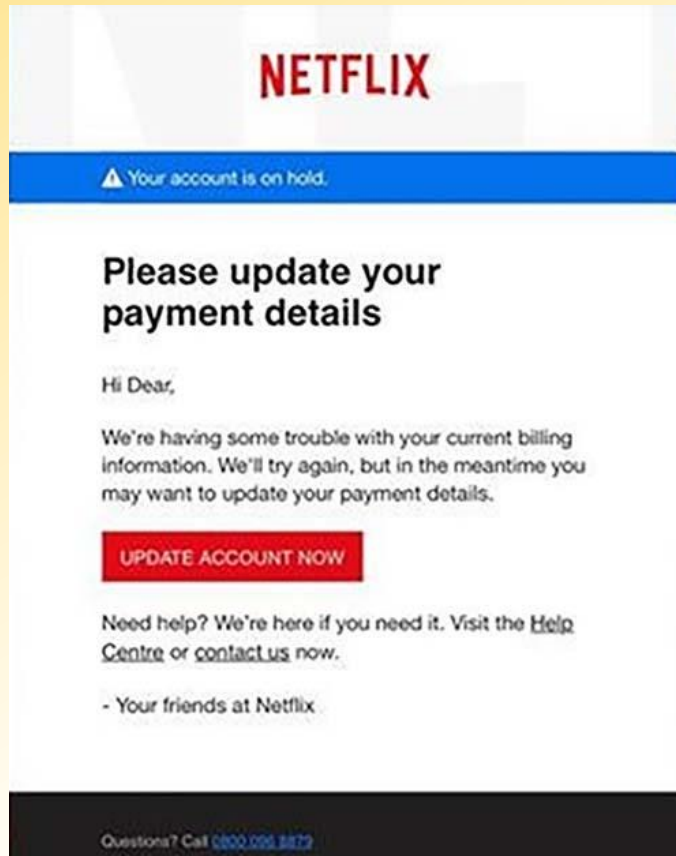 NETFLIX
Your account is on hold.
Please update your
payment details
Hi Dear,
We're having some trouble with your current billing
information. We'll try again, but in the meantime you
may want to update your payment details.
UPDATE ACCOUNT NOW
Need help? We're here if you need it. Visit the Help
Centre or contact us now.
- Your friends at Netflix
Questions? Call 0800 096 8879